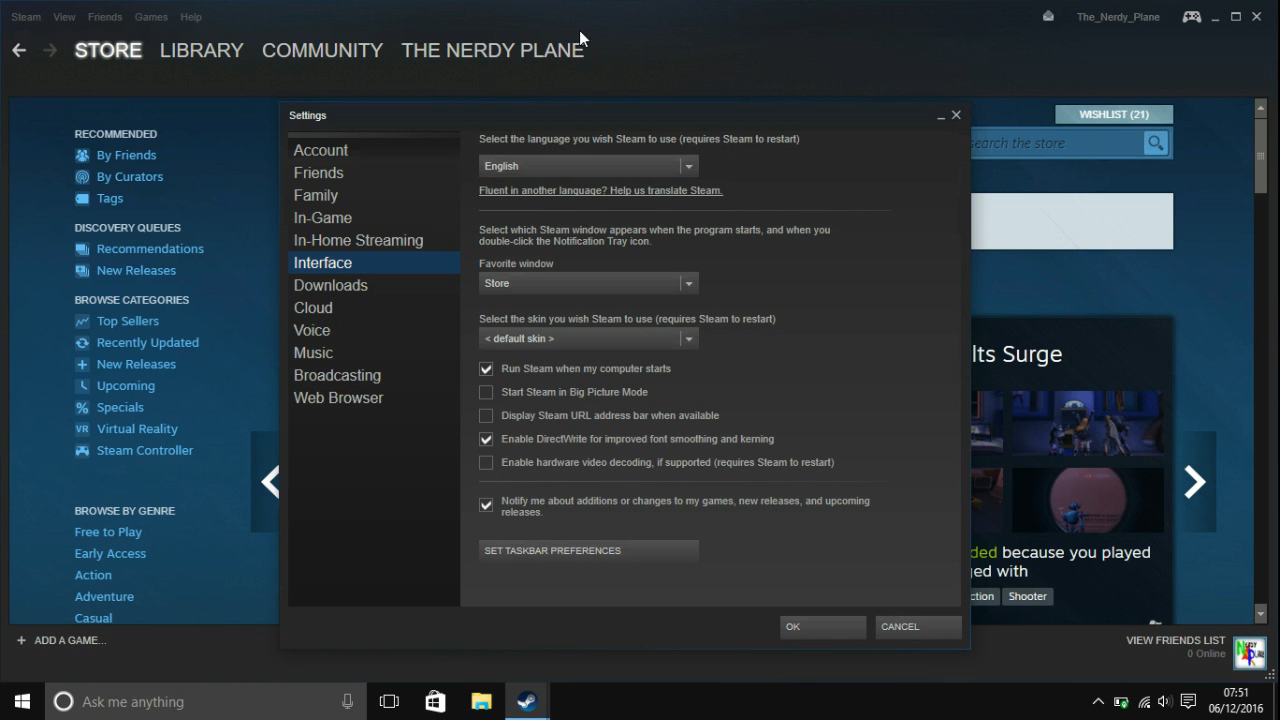 Steam View Friends Games Help
The_Nerdy_Plane
STORE LIBRARY COMMUNITY THE NERDY PLANE
WISHLIST (21)
search the store
RECOMMENDED
By Friends
By Curators
Tags
DISCOVERY QUEUES
Recommendations
New Releases
BROWSE CATEGORIES
Top Sellers
Recently Updated
New Releases
Upcoming
Specials
VR Virtual Reality
Steam Controller
BROWSE BY GENRE
Free to Play
Early Access
Action
Adventure
Casual
Settings
Account
Friends
Family
In-Game
In-Home Streaming
Interface
Downloads
Cloud
Voice
Music
Broadcasting
Web Browser
Select the language you wish Steam to use (requires Steam to restart)
English
Fluent in another language? Help us translate Steam.
Select which Steam window appears when the program starts, and when you
double-click the Notification Tray icon.
Favorite window
Store
Select the skin you wish Steam to use (requires Steam to restart)
< default skin >
Run Steam when my computer starts
Start Steam in Big Picture Mode
Display Steam URL address bar when available
Enable DirectWrite for improved font smoothing and kerning
Enable hardware video decoding, if supported (requires Steam to restart)
Notify me about additions or changes to my games, new releases, and upcoming
releases.
SET TASKBAR PREFERENCES
OK CANCEL
lts Surge
ded because you played
ed with
ction Shooter
+ ADD A GAME...
VIEW FRIENDS LIST
0 Online
NERDY PLANE
Ask me anything
07:51
06/12/2016